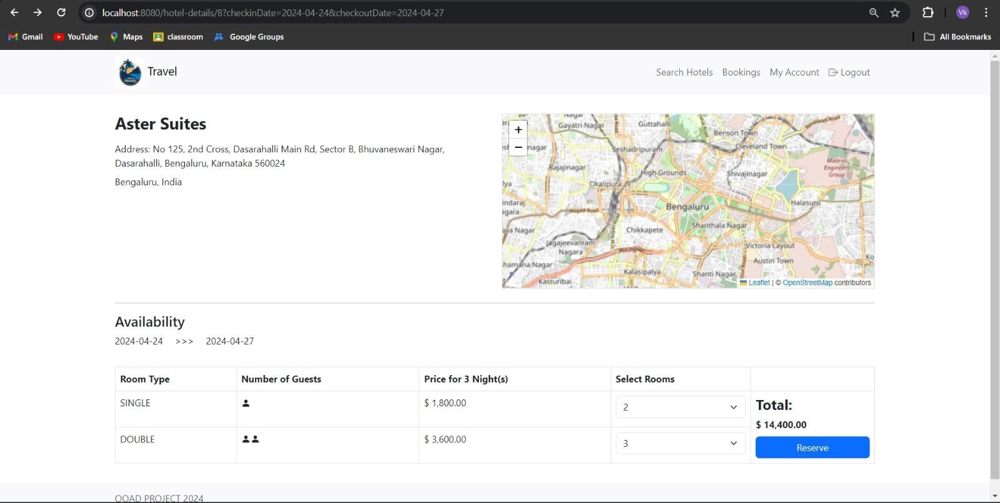 localhost:8080/hotel-details/8?checkinDate=2024-04-24&checkoutDate=2024-04-27
Vk
Gmail
YouTube
Maps
classroom
Google Groups
All Bookmarks
TRAVEL
Travel
Search Hotels
Bookings
My Account
Logout
Aster Suites
Address: No 125, 2nd Cross, Dasarahalli Main Rd, Sector B, Bhuvaneswari Nagar,
Dasarahalli, Bengaluru, Karnataka 560024
Bengaluru, India
+
−
Nagar
Gayatri Nagar
Guttahalli
Benson Town
Cleveland Town
nagar
Seshadripuram
Rajajinagar
High Grounds
Shivajinagar
Madras
Engineers
Group
Okalipura
Halasuru
Bengaluru
Magadi Road
Chikkapete
Shanthala Nagar
Jagajeevanram
Nagara
Victoria Layout
Austin Town
Kalasipalya
Shanti Nagar
Kasturibai
Leaflet | © OpenStreetMap contributors
Availability
2024-04-24 >>> 2024-04-27
Room Type Number of Guests Price for 3 Night(s) Select Rooms
SINGLE $ 1,800.00 2
DOUBLE $ 3,600.00 3
Total:
$ 14,400.00
Reserve
OOAD PROJECT 2024